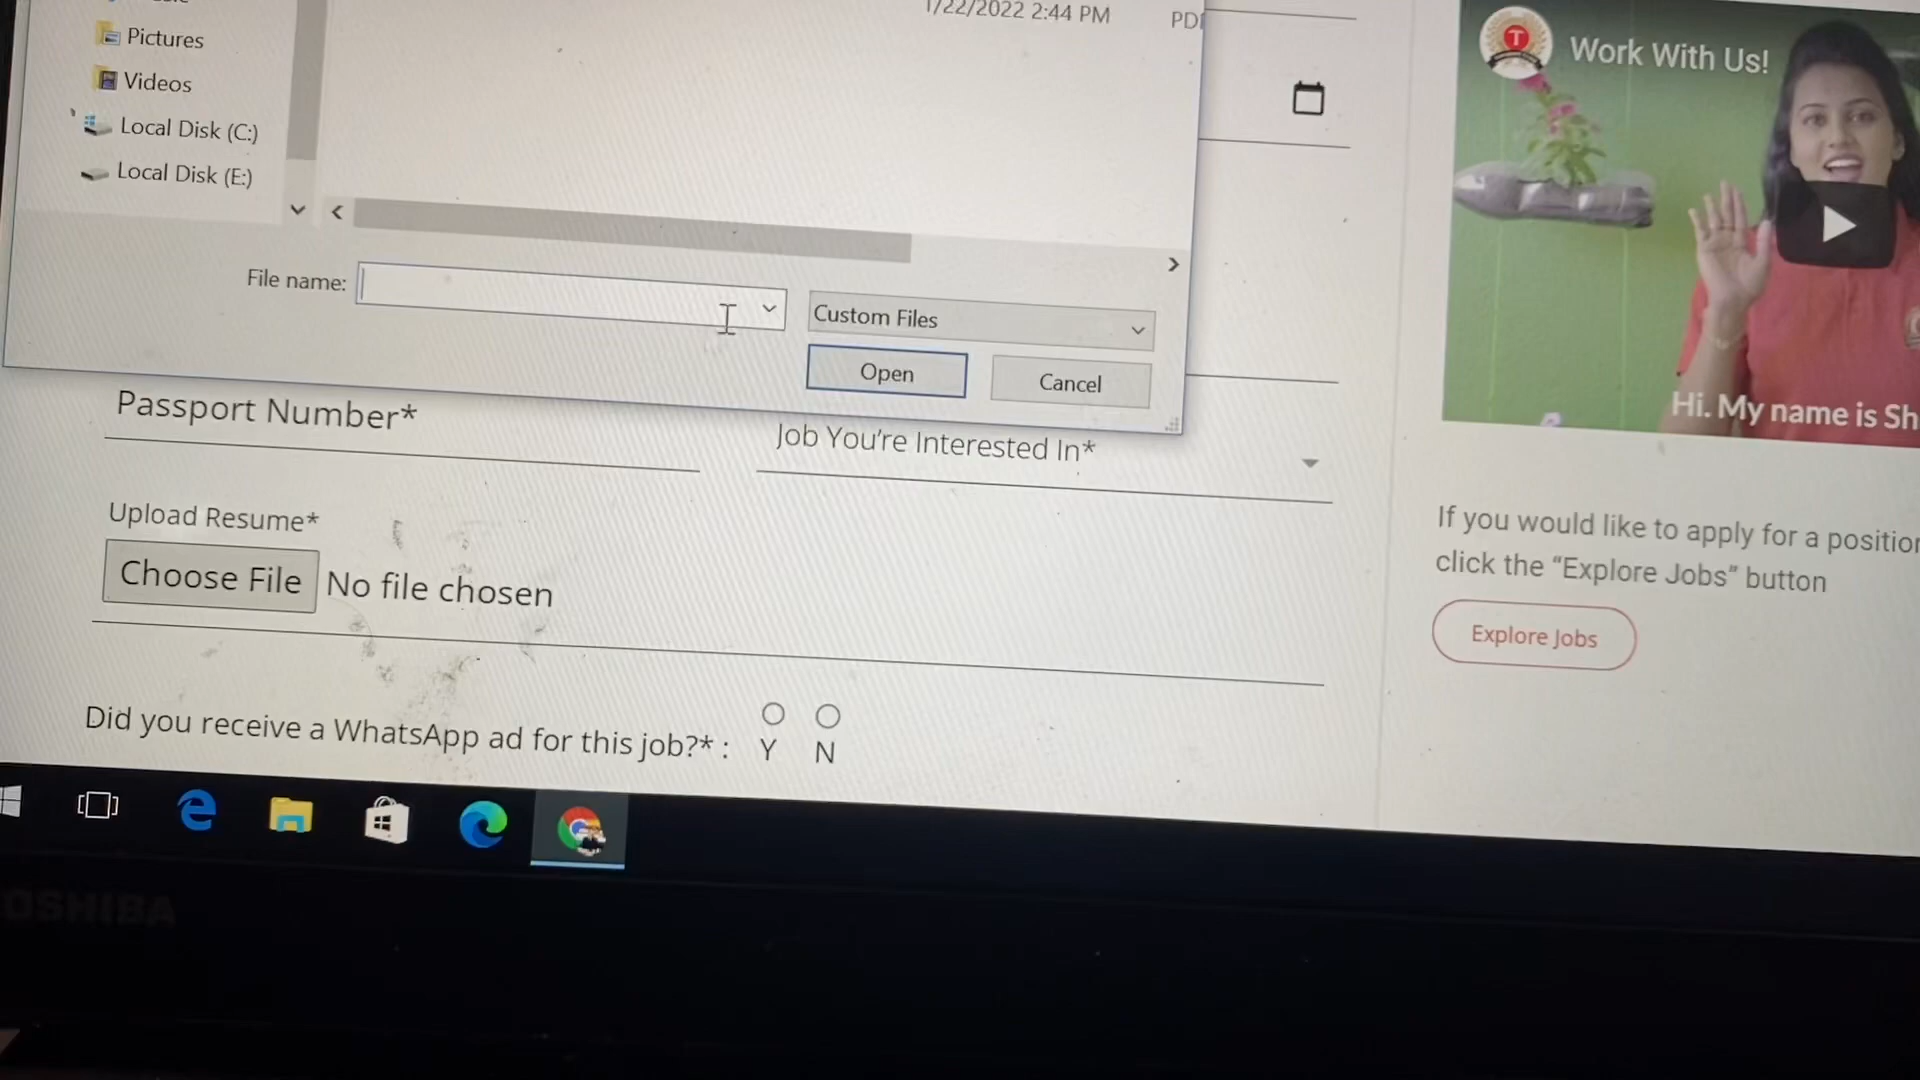 1/22/2022 2:44 PM
Pictures
Videos
Local Disk (C:)
Local Disk (E:)
File name:
Custom Files
Open
Cancel
Passport Number*
Job You're Interested In*
Upload Resume*
Choose File No file chosen
Did you receive a WhatsApp ad for this job?* :
Y N
T
Work With Us!
Hi. My name is Sh
If you would like to apply for a position
click the “Explore Jobs” button
Explore Jobs
TOSHIBA